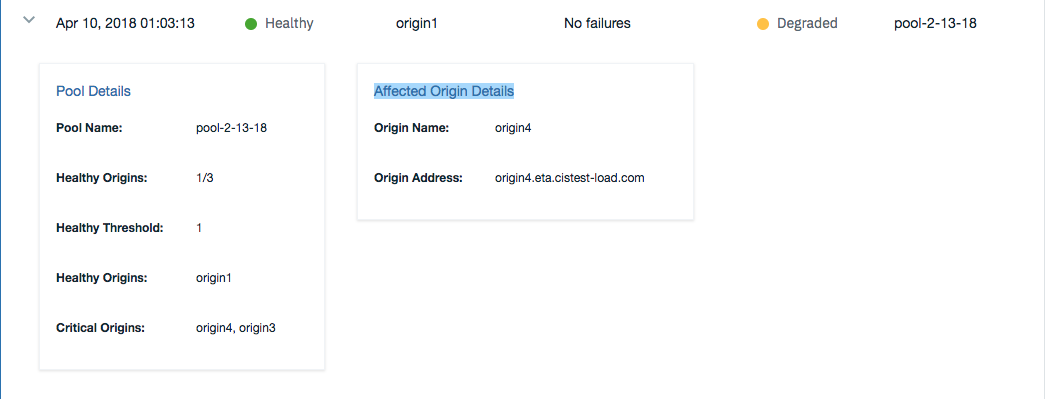 Apr 10, 2018 01:03:13 Healthy origin1 No failures Degraded pool-2-13-18
Pool Details
Pool Name: pool-2-13-18
Healthy Origins: 1/3
Healthy Threshold: 1
Healthy Origins: origin1
Critical Origins: origin4, origin3
Affected Origin Details
Origin Name: origin4
Origin Address: origin4.eta.cistest-load.com